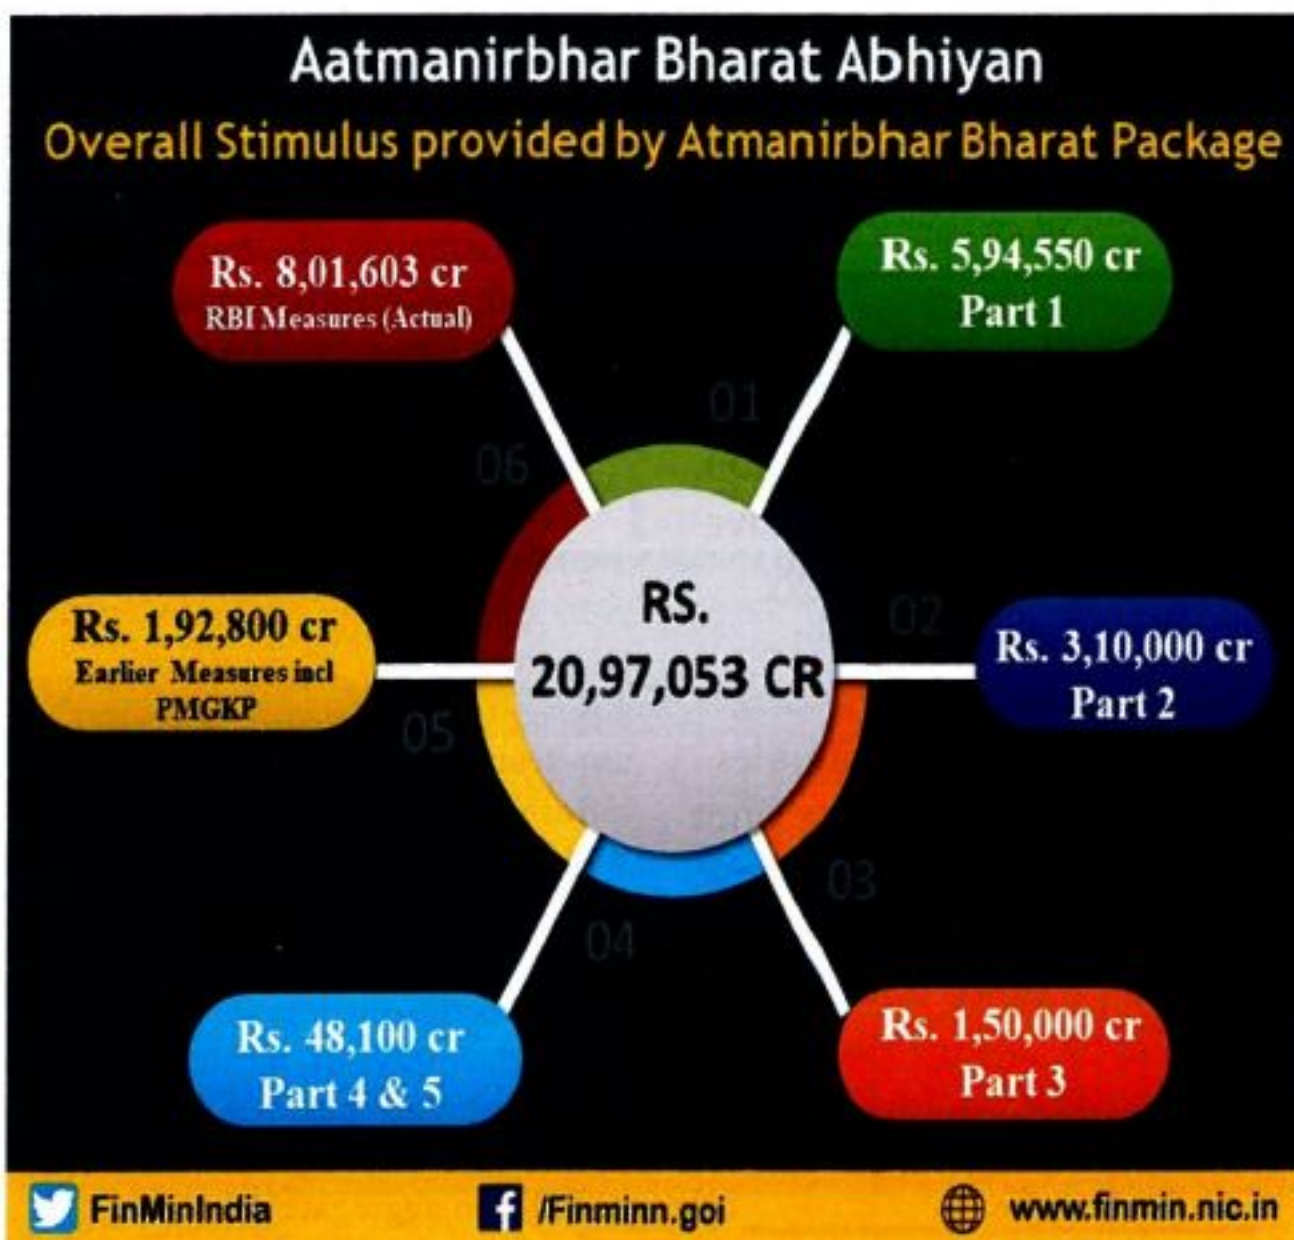 Aatmanirbhar Bharat Abhiyan
Overall Stimulus provided by Atmanirbhar Bharat Package
Rs. 8,01,603 cr
RBI Measures (Actual)
Rs. 5,94,550 cr
Part 1
01
06
RS.
20,97,053 CR
02
Rs. 1,92,800 cr
Earlier Measures incl
PMGKP
Rs. 3,10,000 cr
Part 2
05
03
04
Rs. 48,100 cr
Part 4 & 5
Rs. 1,50,000 cr
Part 3
FinMinIndia
/Finminn.goi
www.finmin.nic.in